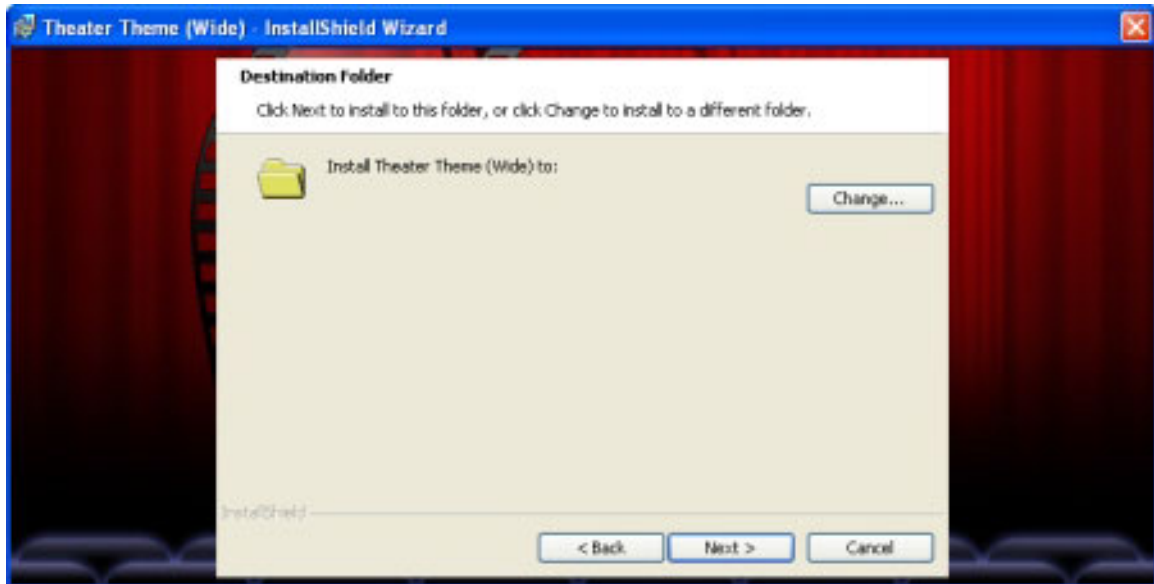 Theater Theme (Wide) - InstallShield Wizard
Destination Folder
Click Next to install to this folder, or click Change to install to a different folder.
Install Theater Theme (Wide) to:
Change...
InstallShield
< Back
Next >
Cancel